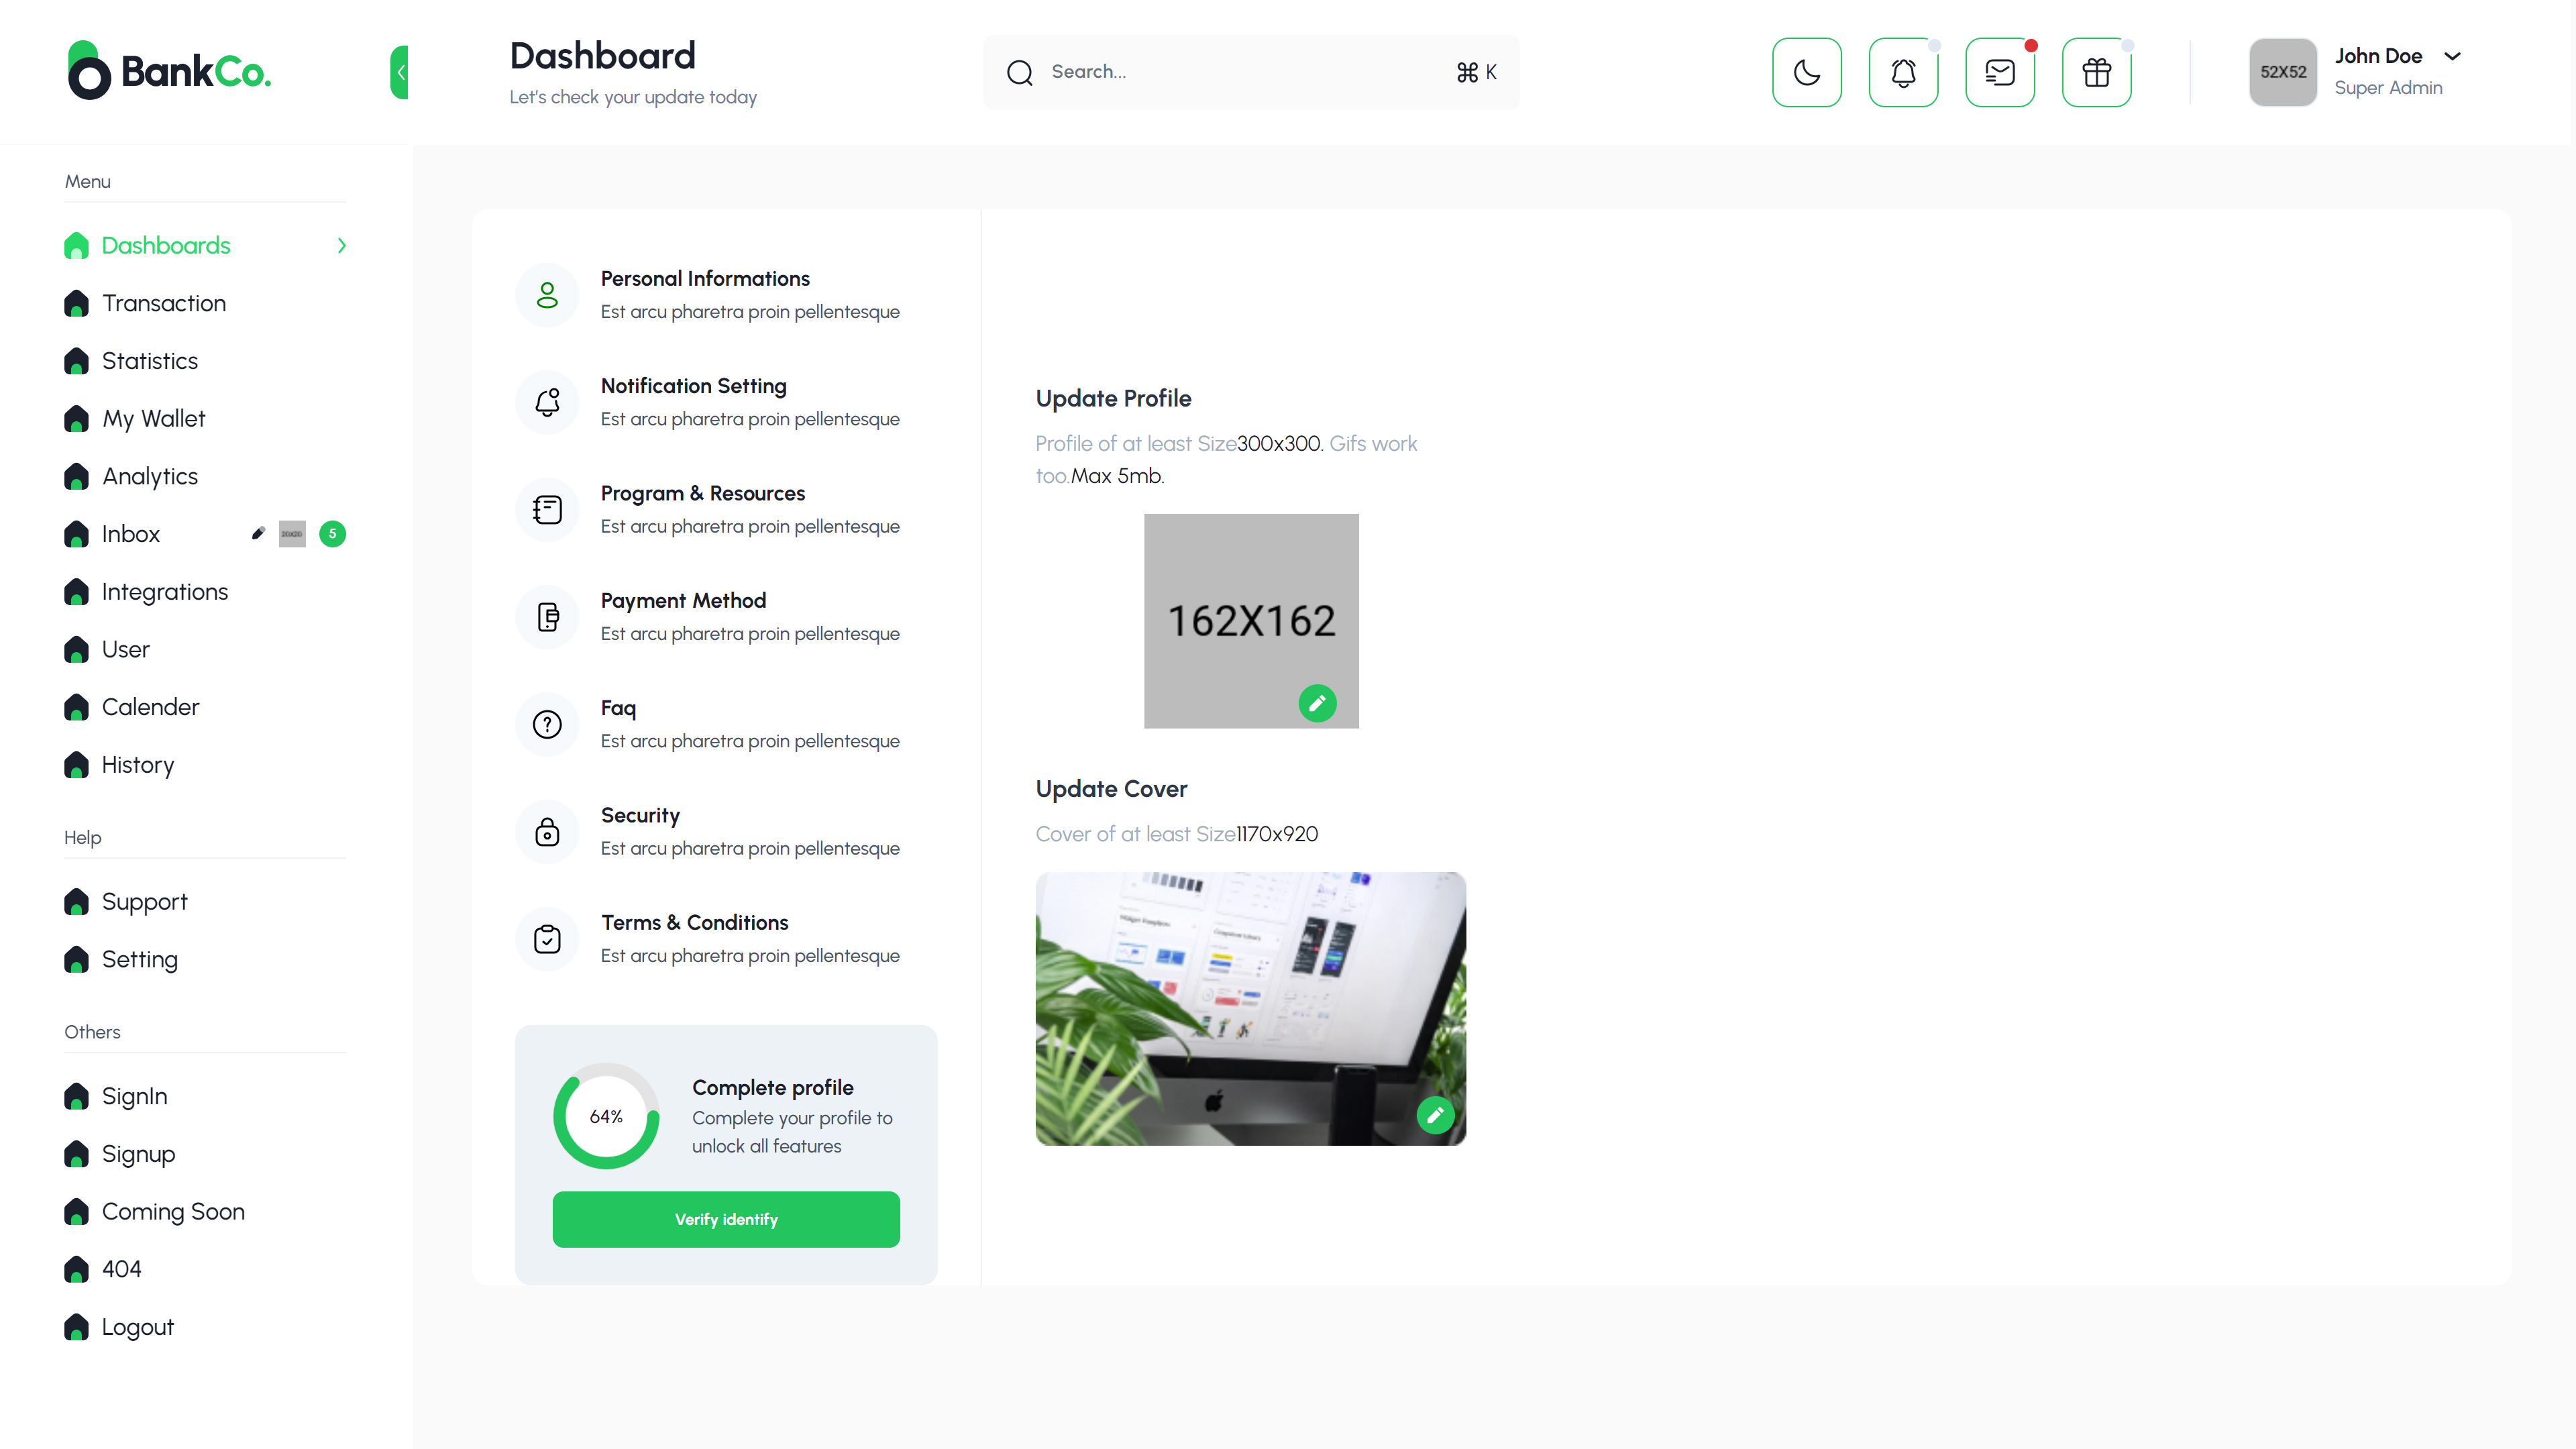 BankCo.
Dashboard
Let's check your update today
Search...
⌘ K
52X52
John Doe
Super Admin
Menu
Dashboards
Transaction
Statistics
My Wallet
Analytics
Inbox
20x20
5
Integrations
User
Calender
History
Help
Support
Setting
Others
SignIn
Signup
Coming Soon
404
Logout
Personal Informations
Est arcu pharetra proin pellentesque
Notification Setting
Est arcu pharetra proin pellentesque
Program & Resources
Est arcu pharetra proin pellentesque
Payment Method
Est arcu pharetra proin pellentesque
Faq
Est arcu pharetra proin pellentesque
Security
Est arcu pharetra proin pellentesque
Terms & Conditions
Est arcu pharetra proin pellentesque
64%
Complete profile
Complete your profile to
unlock all features
Verify identify
Update Profile
Profile of at least Size300x300. Gifs work
too.Max 5mb.
162X162
Update Cover
Cover of at least Size1170x920